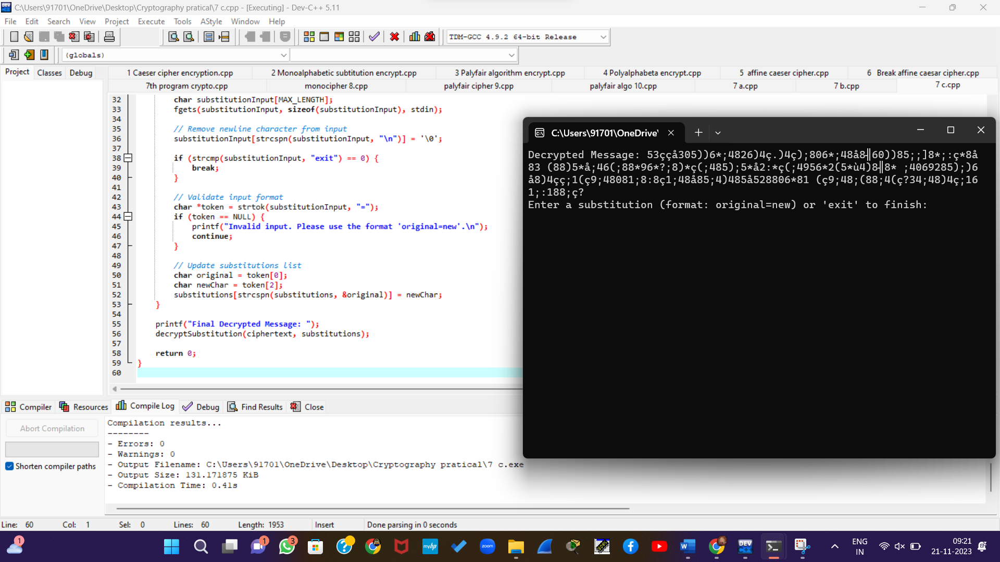 C:\Users\91701\OneDrive\Desktop\Cryptography pratical\7 c.cpp - [Executing] - Dev-C++ 5.11
File Edit Search View Project Execute Tools AStyle Window Help
TDM-GCC 4.9.2 64-bit Release
(globals)
Project Classes Debug
1 Caeser cipher encryption.cpp 2 Monoalphabetic subtitution encrypt.cpp 3 Palyfair algorithm encrypt.cpp 4 Polyalphabeta encrypt.cpp 5 affine caeser cipher.cpp 6 Break affine caesar cipher.cpp
7th program crypto.cpp monocipher 8.cpp palyfair cipher 9.cpp palyfair algo 10.cpp 7 a.cpp 7 b.cpp 7 c.cpp
32 char substitutionInput[MAX_LENGTH];
33 fgets(substitutionInput, sizeof(substitutionInput), stdin);
34
35 // Remove newline character from input
36 substitutionInput[strcspn(substitutionInput, "\n")] = '\0';
37
38 if (strcmp(substitutionInput, "exit") == 0) {
39 break;
40 }
41
42 // Validate input format
43 char *token = strtok(substitutionInput, "=");
44 if (token == NULL) {
45 printf("Invalid input. Please use the format 'original=new'.\n");
46 continue;
47 }
48
49 // Update substitutions list
50 char original = token[0];
51 char newChar = token[2];
52 substitutions[strcspn(substitutions, &original)] = newChar;
53 }
54
55 printf("Final Decrypted Message: ");
56 decryptSubstitution(ciphertext, substitutions);
57
58 return 0;
59 }
60
C:\Users\91701\OneDrive\
Decrypted Message: 53ççå305))6*;4826)4ç.)4ç);806*;48å8╢60))85;;]8*;:ç*8å
83 (88)5*å;46(;88*96*?;8)*ç(;485);5*å2:*ç(;4956*2(5*ù4)8╢8* ;4069285);)6
å8)4çç;1(ç9;48081;8:8ç1;48å85;4)485å528806*81 (ç9;48;(88;4(ç?34;48)4ç;16
1;:188;ç?
Enter a substitution (format: original=new) or 'exit' to finish:
Compiler Resources Compile Log Debug Find Results Close
Abort Compilation
Shorten compiler paths
Compilation results...
--------
- Errors: 0
- Warnings: 0
- Output Filename: C:\Users\91701\OneDrive\Desktop\Cryptography pratical\7 c.exe
- Output Size: 131.171875 KiB
- Compilation Time: 0.41s
Line: 60 Col: 1 Sel: 0 Lines: 60 Length: 1953 Insert Done parsing in 0 seconds
1 1 3 myhp zoom W DEV C++ ENG IN 09:21
21-11-2023